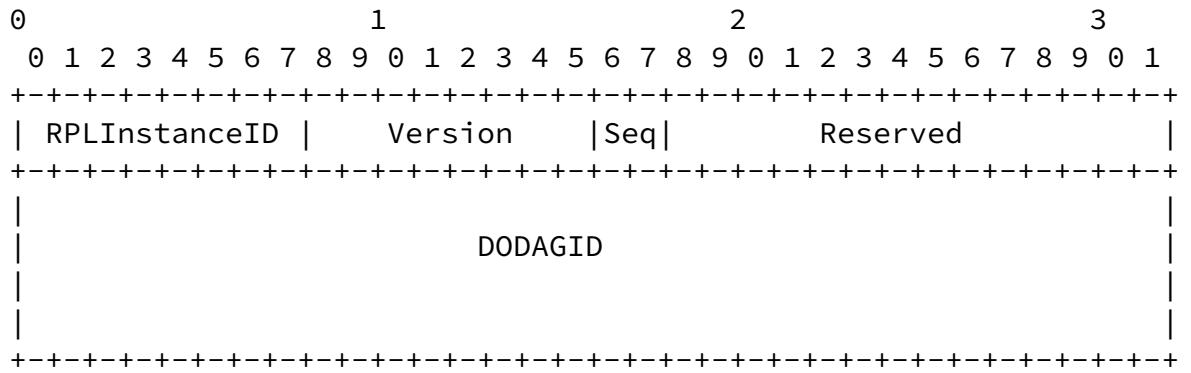 0                   1                   2                   3
 0 1 2 3 4 5 6 7 8 9 0 1 2 3 4 5 6 7 8 9 0 1 2 3 4 5 6 7 8 9 0 1
+-+-+-+-+-+-+-+-+-+-+-+-+-+-+-+-+-+-+-+-+-+-+-+-+-+-+-+-+-+-+-+-+
| RPLInstanceID |    Version    |Seq|        Reserved           |
+-+-+-+-+-+-+-+-+-+-+-+-+-+-+-+-+-+-+-+-+-+-+-+-+-+-+-+-+-+-+-+-+
|                                                               |
|                         DODAGID                               |
|                                                               |
|                                                               |
+-+-+-+-+-+-+-+-+-+-+-+-+-+-+-+-+-+-+-+-+-+-+-+-+-+-+-+-+-+-+-+-+